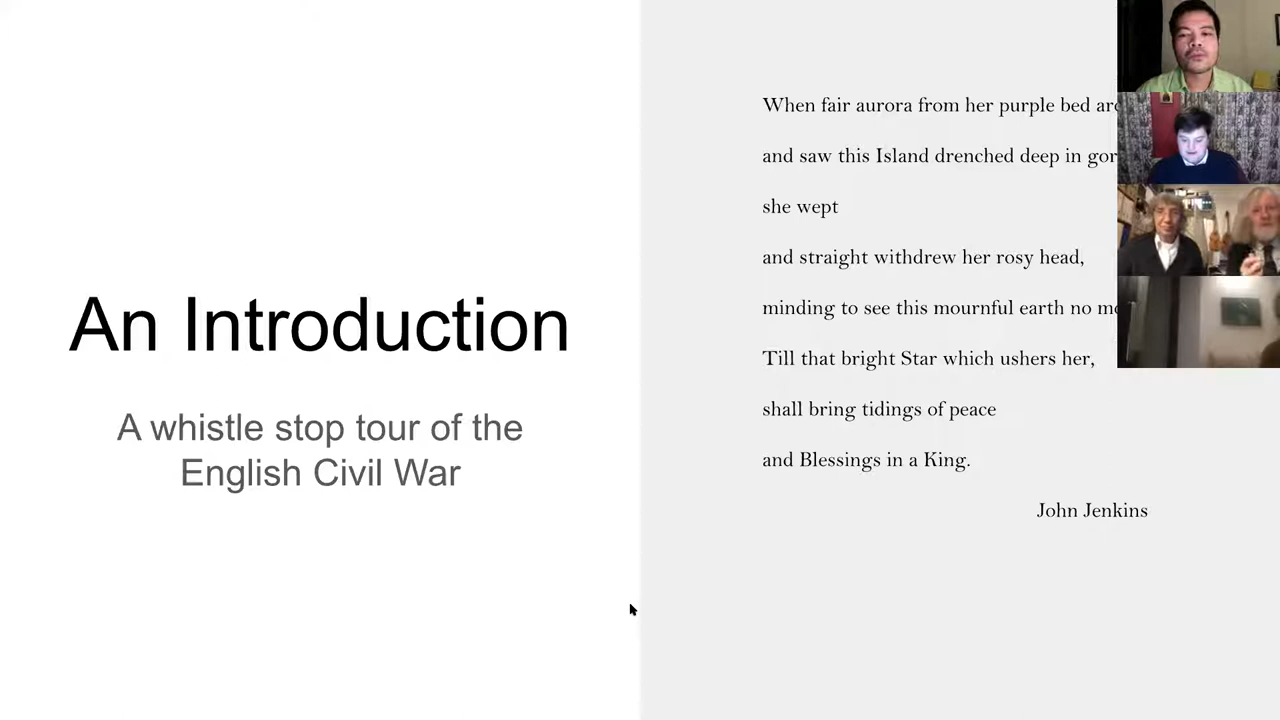 An Introduction
A whistle stop tour of the
English Civil War
When fair aurora from her purple bed
and saw this Island drenched deep in
she wept
and straight withdrew her rosy head,
minding to see this mournful earth no
Till that bright Star which ushers her,
shall bring tidings of peace
and Blessings in a King.
John Jenkins